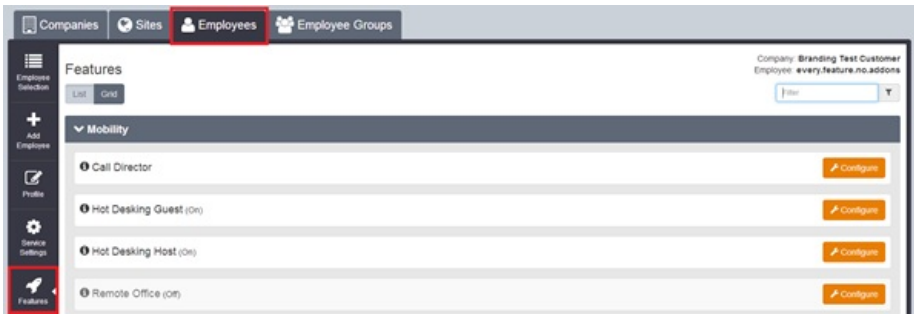 Companies Sites Employees Employee Groups
Employee
Selection
Add
Employee
Profile
Service
Settings
Features
Features
Company: Branding Test Customer
Employee: every.feature.no.addons
List Grid
Filter
Mobility
Call Director Configure
Hot Desking Guest (On) Configure
Hot Desking Host (On) Configure
Remote Office (Off) Configure